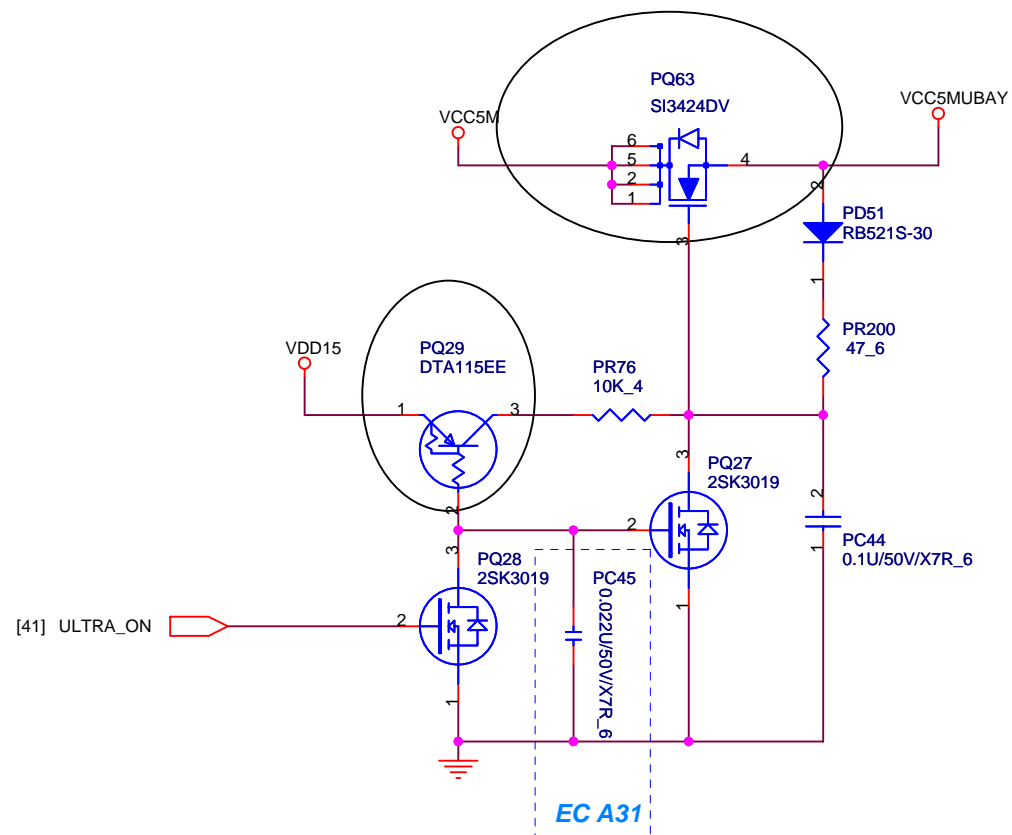 PQ63
SI3424DV
VCC5M
VCC5MUBAY
6
5
2
1
4
3
2
PD51
RB521S-30
1
PR200
47_6
VDD15
PQ29
DTA115EE
PR76
10K_4
1
3
2
3
PQ27
2SK3019
2
1
2
PC44
0.1U/50V/X7R_6
1
3
PQ28
2SK3019
PC45
0.022U/50V/X7R_6
[41] ULTRA_ON
2
1
EC A31